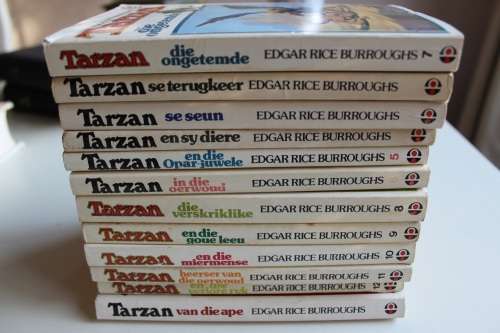 Tarzan die ongetemde EDGAR RICE BURROUGHS 7
Tarzan se terugkeer EDGAR RICE BURROUGHS
Tarzan se seun EDGAR RICE BURROUGHS
Tarzan en sy diere EDGAR RICE BURROUGHS
Tarzan en die Opar-juwele EDGAR RICE BURROUGHS 5
Tarzan in die oerwoud EDGAR RICE BURROUGHS
Tarzan die verskriklike EDGAR RICE BURROUGHS 8
Tarzan en die goue leeu EDGAR RICE BURROUGHS 9
Tarzan en die miermense EDGAR RICE BURROUGHS 10
Tarzan heerser van die oerwoud EDGAR RICE BURROUGHS 11
Tarzan en die EDGAR RICE BURROUGHS 12
Tarzan van die ape EDGAR RICE BURROUGHS